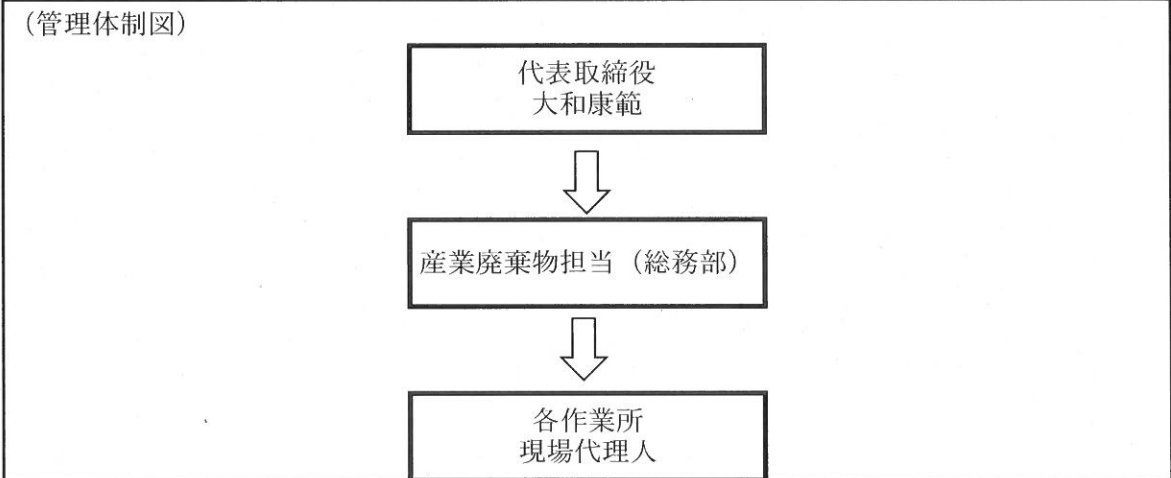 （管理体制図）
代表取締役
大和康範
産業廃棄物担当（総務部）
各作業所
現場代理人